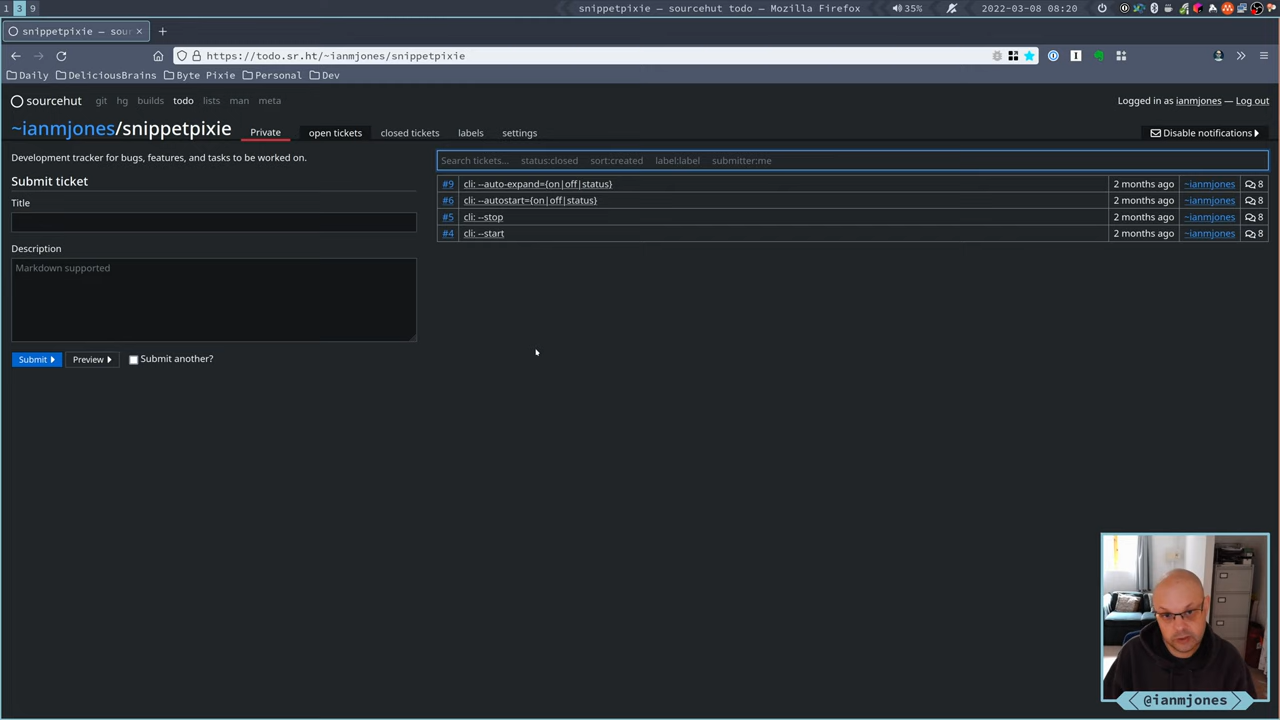 1 3 9
snippetpixie — sourcehut todo — Mozilla Firefox
35%
2022-03-08 08:20
snippetpixie — sour
https://todo.sr.ht/~ianmjones/snippetpixie
Daily DeliciousBrains Byte Pixie Personal Dev
sourcehut git hg builds todo lists man meta
Logged in as ianmjones — Log out
~ianmjones/snippetpixie Private open tickets closed tickets labels settings
Disable notifications
Development tracker for bugs, features, and tasks to be worked on.
Submit ticket
Title
Description
Markdown supported
Submit Preview Submit another?
Search tickets... status:closed sort:created label:label submitter:me
#9 cli: --auto-expand={on|off|status} 2 months ago ~ianmjones 8
#6 cli: --autostart={on|off|status} 2 months ago ~ianmjones 8
#5 cli: --stop 2 months ago ~ianmjones 8
#4 cli: --start 2 months ago ~ianmjones 8
@ianmjones